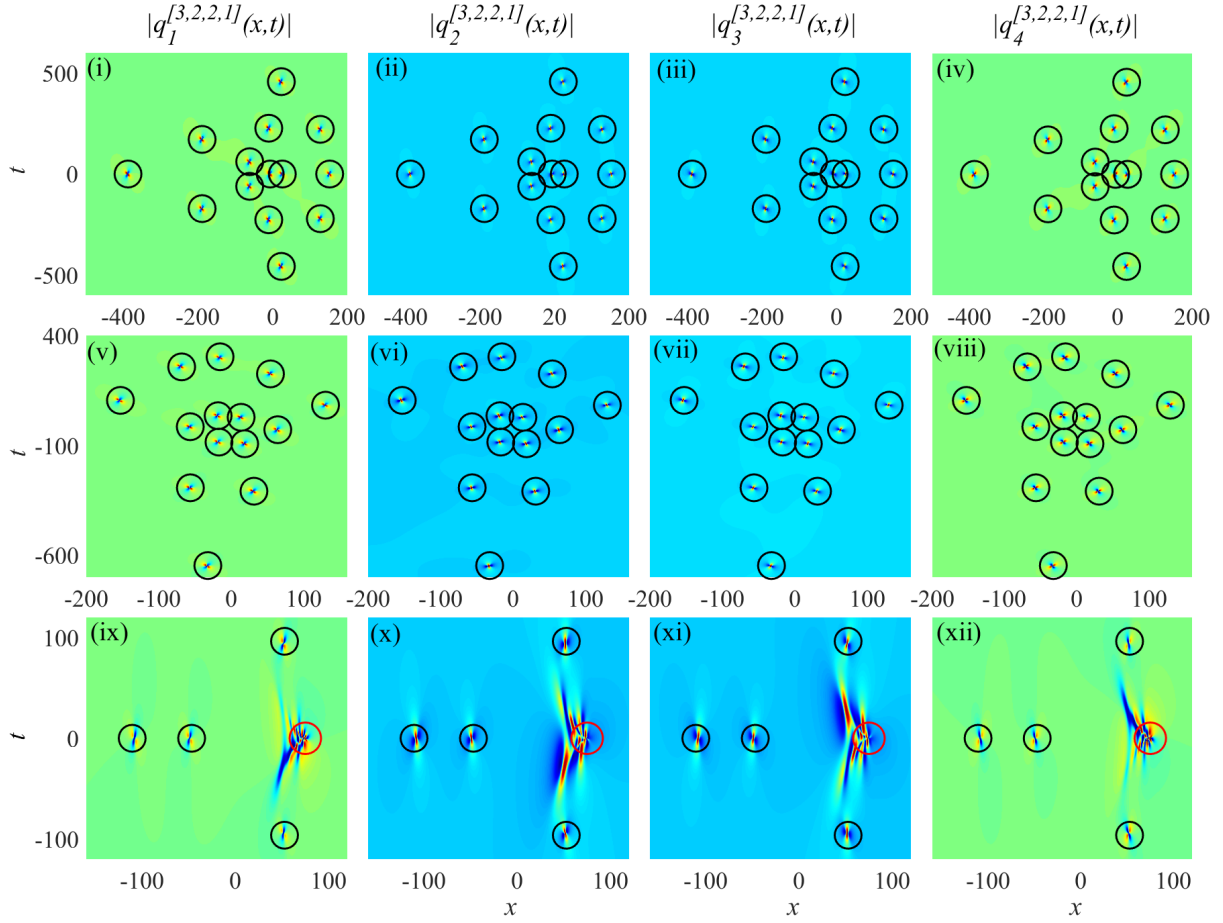 |q_1^{[3,2,2,1]}(x,t)| |q_2^{[3,2,2,1]}(x,t)| |q_3^{[3,2,2,1]}(x,t)| |q_4^{[3,2,2,1]}(x,t)|
(i) (ii) (iii) (iv)
500
t 0
-500
-400 -200 0 200 -400 -200 20 200 -400 -200 0 200 -400 -200 0 200
(v) (vi) (vii) (viii)
400
t -100
-600
-200 -100 0 100 -200 -100 0 100 -200 -100 0 100 -200 -100 0 100
(ix) (x) (xi) (xii)
100
t 0
-100
-100 0 100 -100 0 100 -100 0 100 -100 0 100
x x x